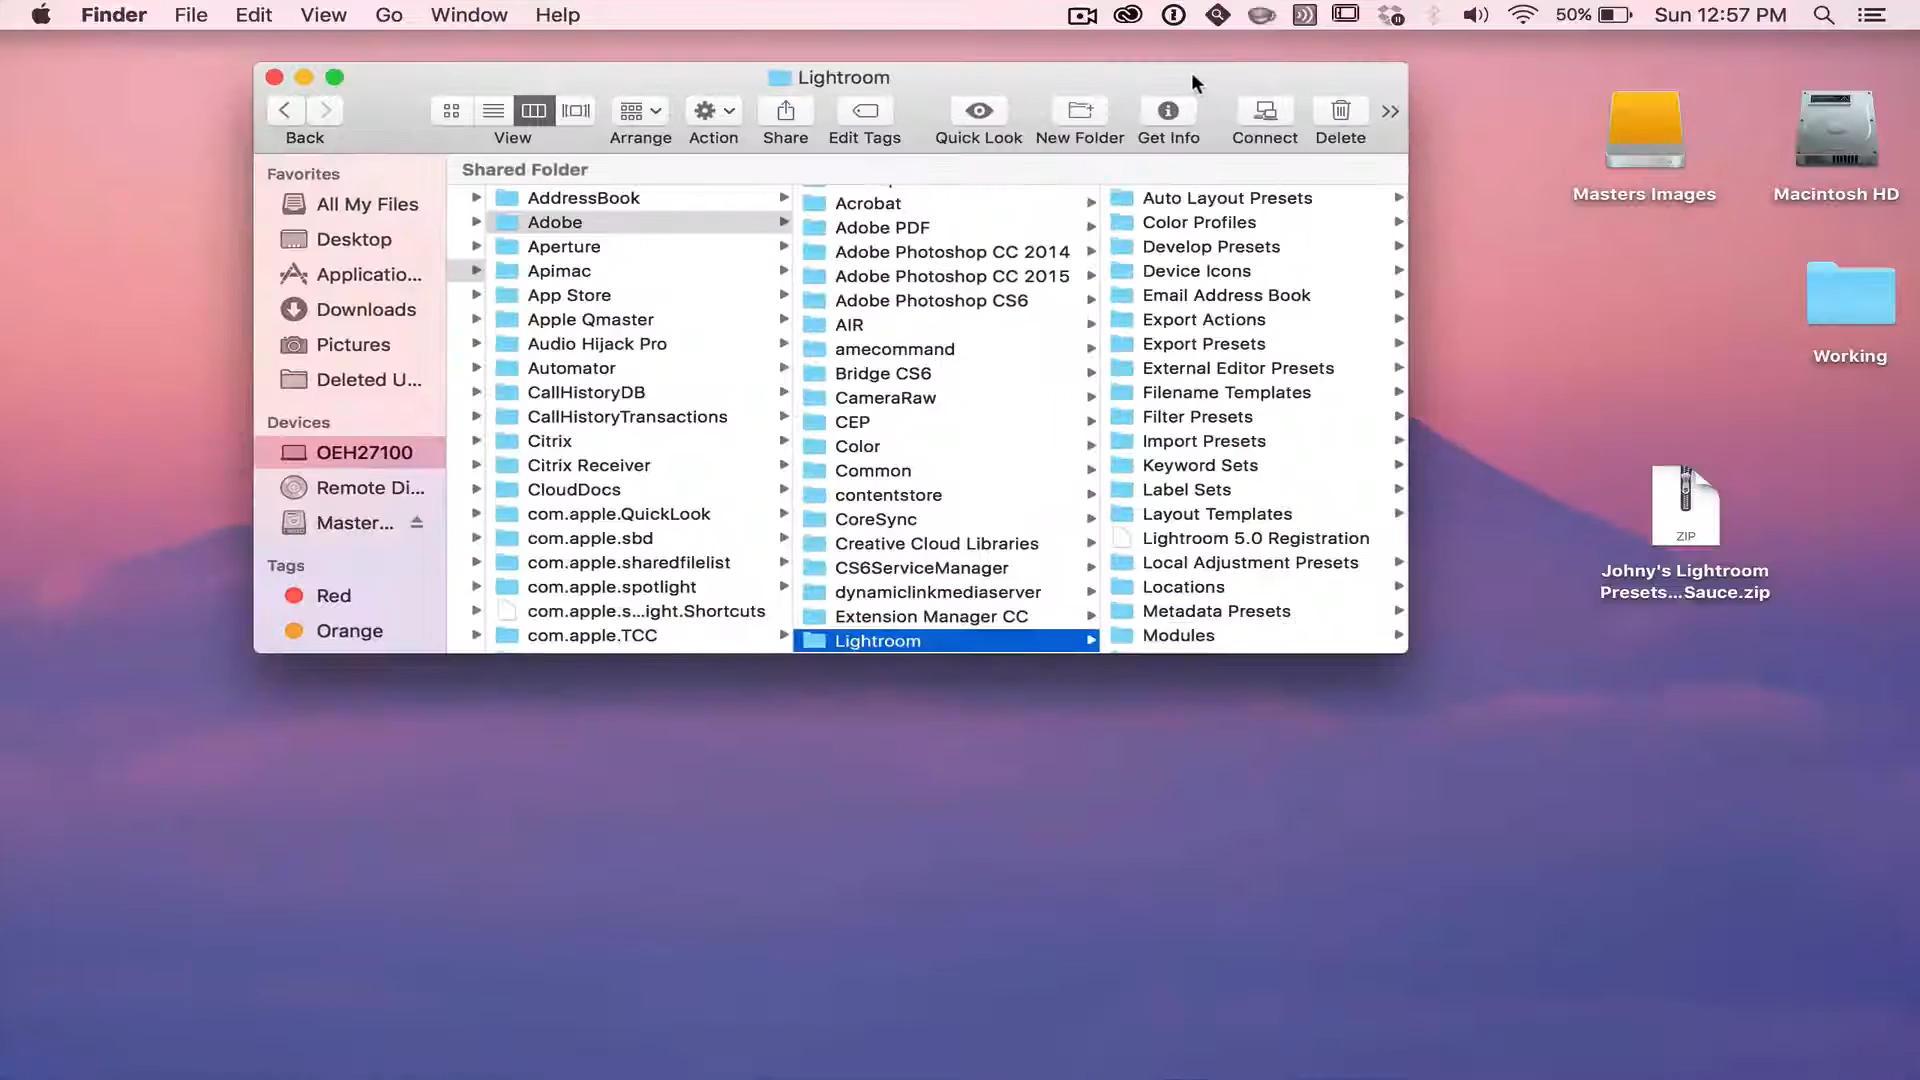 Finder File Edit View Go Window Help 50% Sun 12:57 PM
Lightroom
Back View Arrange Action Share Edit Tags Quick Look New Folder Get Info Connect Delete
Favorites
All My Files
Desktop
Applicatio...
Downloads
Pictures
Deleted U...
Devices
OEH27100
Remote Di...
Master...
Tags
Red
Orange
Shared Folder
AddressBook
Adobe
Aperture
Apimac
App Store
Apple Qmaster
Audio Hijack Pro
Automator
CallHistoryDB
CallHistoryTransactions
Citrix
Citrix Receiver
CloudDocs
com.apple.QuickLook
com.apple.sbd
com.apple.sharedfilelist
com.apple.spotlight
com.apple.s...ight.Shortcuts
com.apple.TCC
Acrobat
Adobe PDF
Adobe Photoshop CC 2014
Adobe Photoshop CC 2015
Adobe Photoshop CS6
AIR
amecommand
Bridge CS6
CameraRaw
CEP
Color
Common
contentstore
CoreSync
Creative Cloud Libraries
CS6ServiceManager
dynamiclinkmediaserver
Extension Manager CC
Lightroom
Auto Layout Presets
Color Profiles
Develop Presets
Device Icons
Email Address Book
Export Actions
Export Presets
External Editor Presets
Filename Templates
Filter Presets
Import Presets
Keyword Sets
Label Sets
Layout Templates
Lightroom 5.0 Registration
Local Adjustment Presets
Locations
Metadata Presets
Modules
Masters Images
Macintosh HD
Working
ZIP
Johny's Lightroom
Presets...Sauce.zip